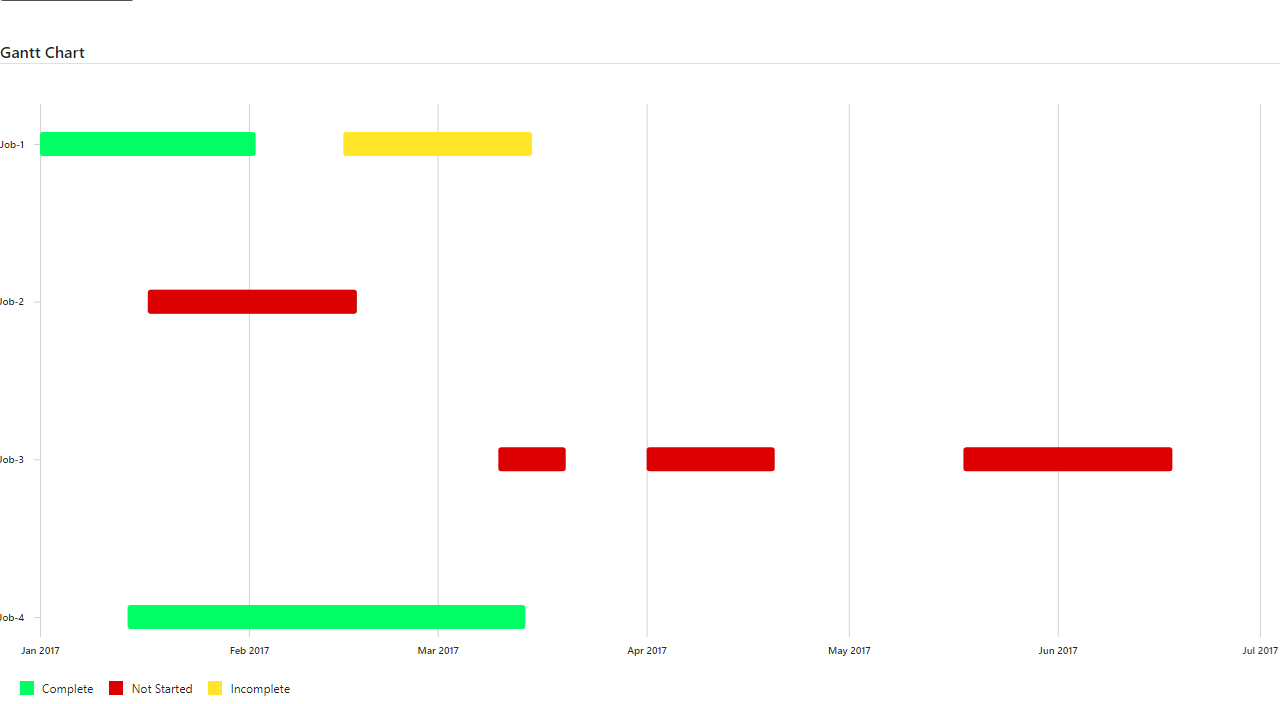 Gantt Chart
Job-1
Job-2
Job-3
Job-4
Jan 2017 Feb 2017 Mar 2017 Apr 2017 May 2017 Jun 2017 Jul 2017
Complete Not Started Incomplete